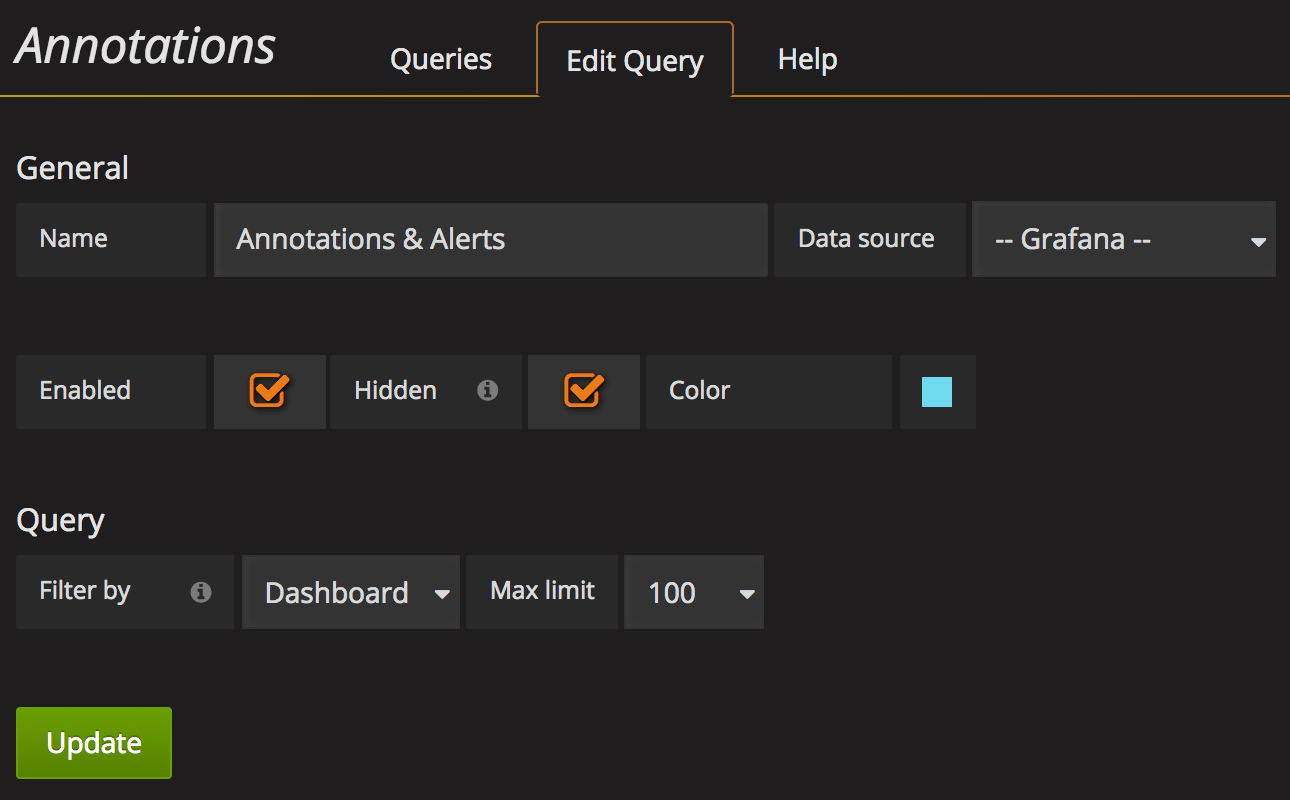 Annotations Queries Edit Query Help
General
Name Annotations & Alerts Data source -- Grafana --
Enabled Hidden Color
Query
Filter by Dashboard Max limit 100
Update